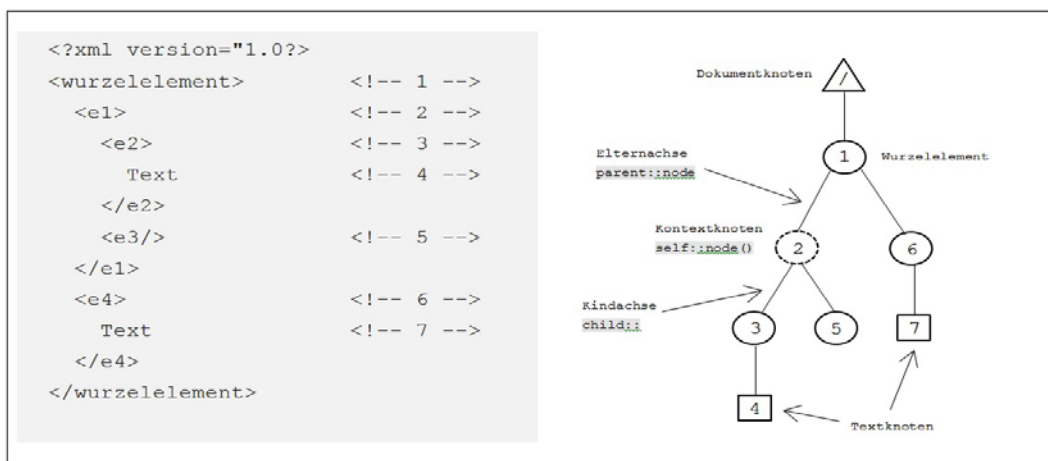 <?xml version="1.0?>
<wurzelelement> <!-- 1 -->
<e1> <!-- 2 -->
<e2> <!-- 3 -->
Text <!-- 4 -->
</e2>
<e3/> <!-- 5 -->
</e1>
<e4> <!-- 6 -->
Text <!-- 7 -->
</e4>
</wurzelelement>
Dokumentknoten
/
Elternachse
parent::node
1
Wurzelelement
Kontextknoten
self::node()
2
6
Kindachse
child::
3
5
7
4
Textknoten